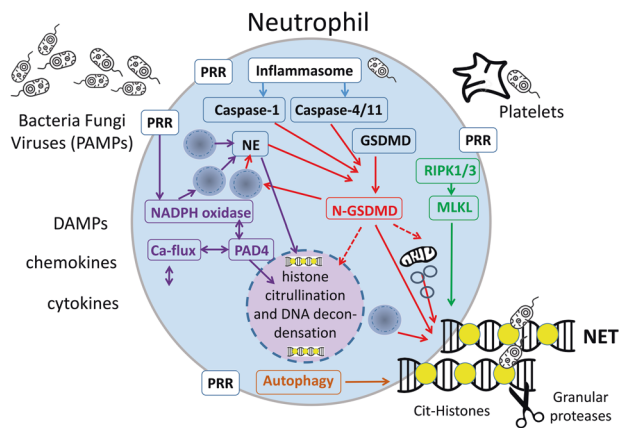 Neutrophil
PRR
Inflammasome
Caspase-1
Caspase-4/11
Platelets
Bacteria Fungi
Viruses (PAMPs)
PRR
NE
GSDMD
PRR
RIPK1/3
NADPH oxidase
N-GSDMD
MLKL
DAMPs
chemokines
cytokines
Ca-flux
PAD4
histone
citrullination
and DNA decon-
densation
NET
PRR
Autophagy
Cit-Histones
Granular
proteases